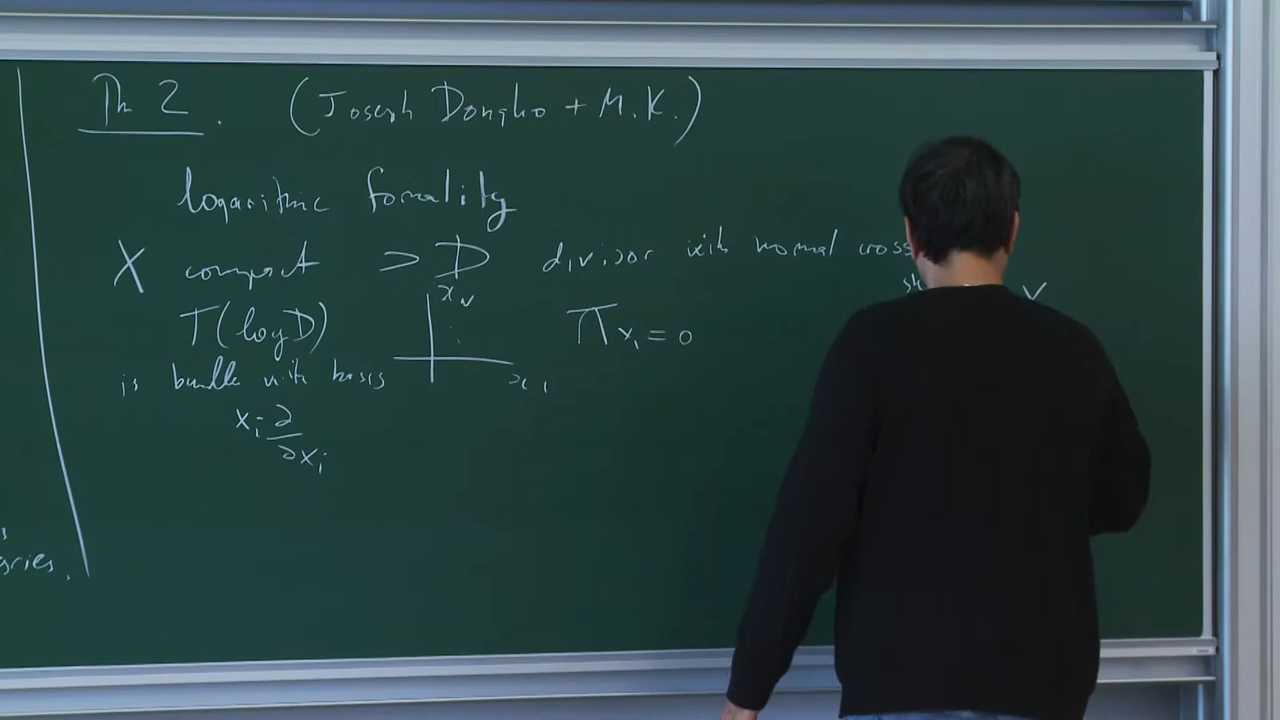 Th 2. (Joseph Dongho + M.K.)
logarithmic formality
X compact ⊃ D divisor with normal cross
T(log D) x_N ∏ x_i = 0
is bundle with basis x_1
x_i ∂/∂x_i